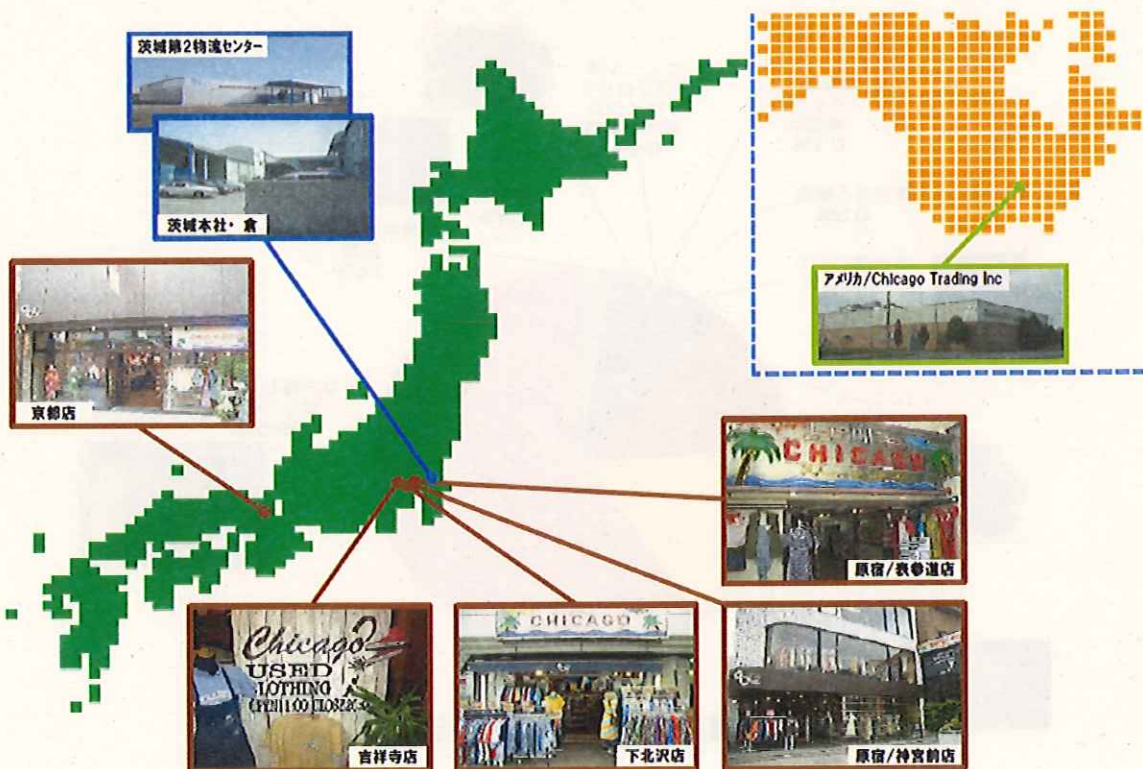 茨城第2物流センター
茨城本社・倉
アメリカ/Chicago Trading Inc
京都店
CHICAGO
原宿/表参道店
Chicago
USED
CLOTHING
吉祥寺店
CHICAGO
下北沢店
原宿/神宮前店